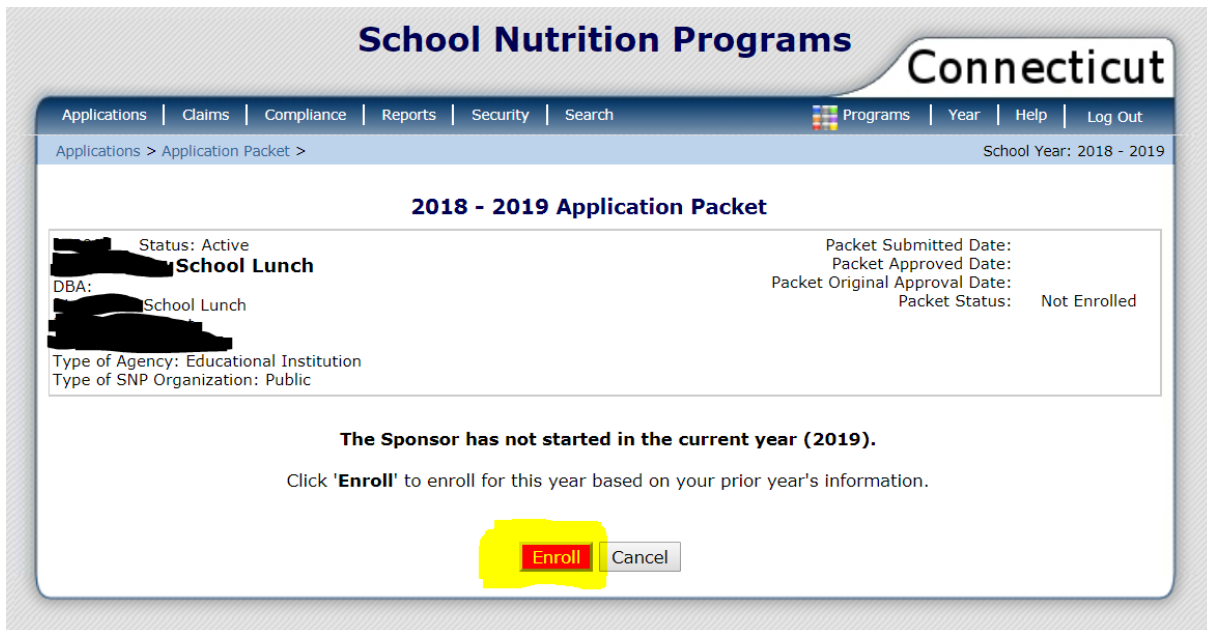 School Nutrition Programs
Connecticut
Applications | Claims | Compliance | Reports | Security | Search Programs | Year | Help | Log Out
Applications > Application Packet > School Year: 2018 - 2019
2018 - 2019 Application Packet
Status: Active Packet Submitted Date:
School Lunch Packet Approved Date:
DBA: Packet Original Approval Date:
School Lunch Packet Status: Not Enrolled
Type of Agency: Educational Institution
Type of SNP Organization: Public
The Sponsor has not started in the current year (2019).
Click 'Enroll' to enroll for this year based on your prior year's information.
Enroll Cancel